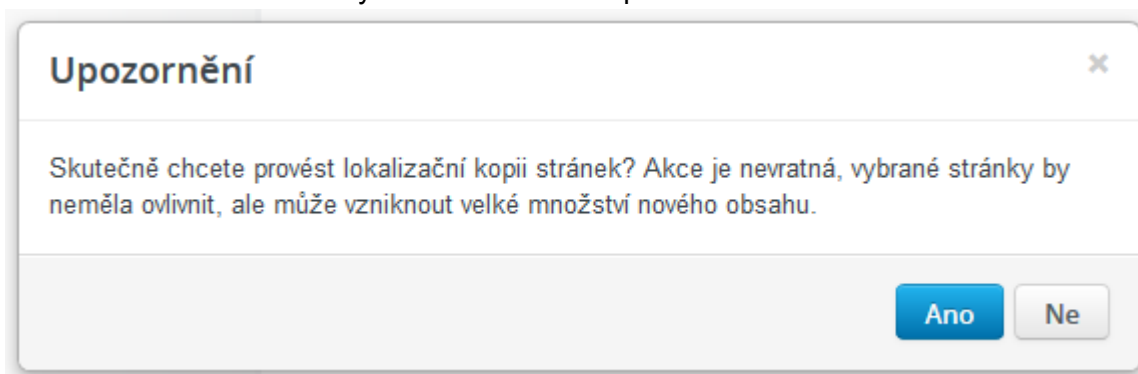 Upozornění
×
Skutečně chcete provést lokalizační kopii stránek? Akce je nevratná, vybrané stránky by
neměla ovlivnit, ale může vzniknout velké množství nového obsahu.
Ano Ne